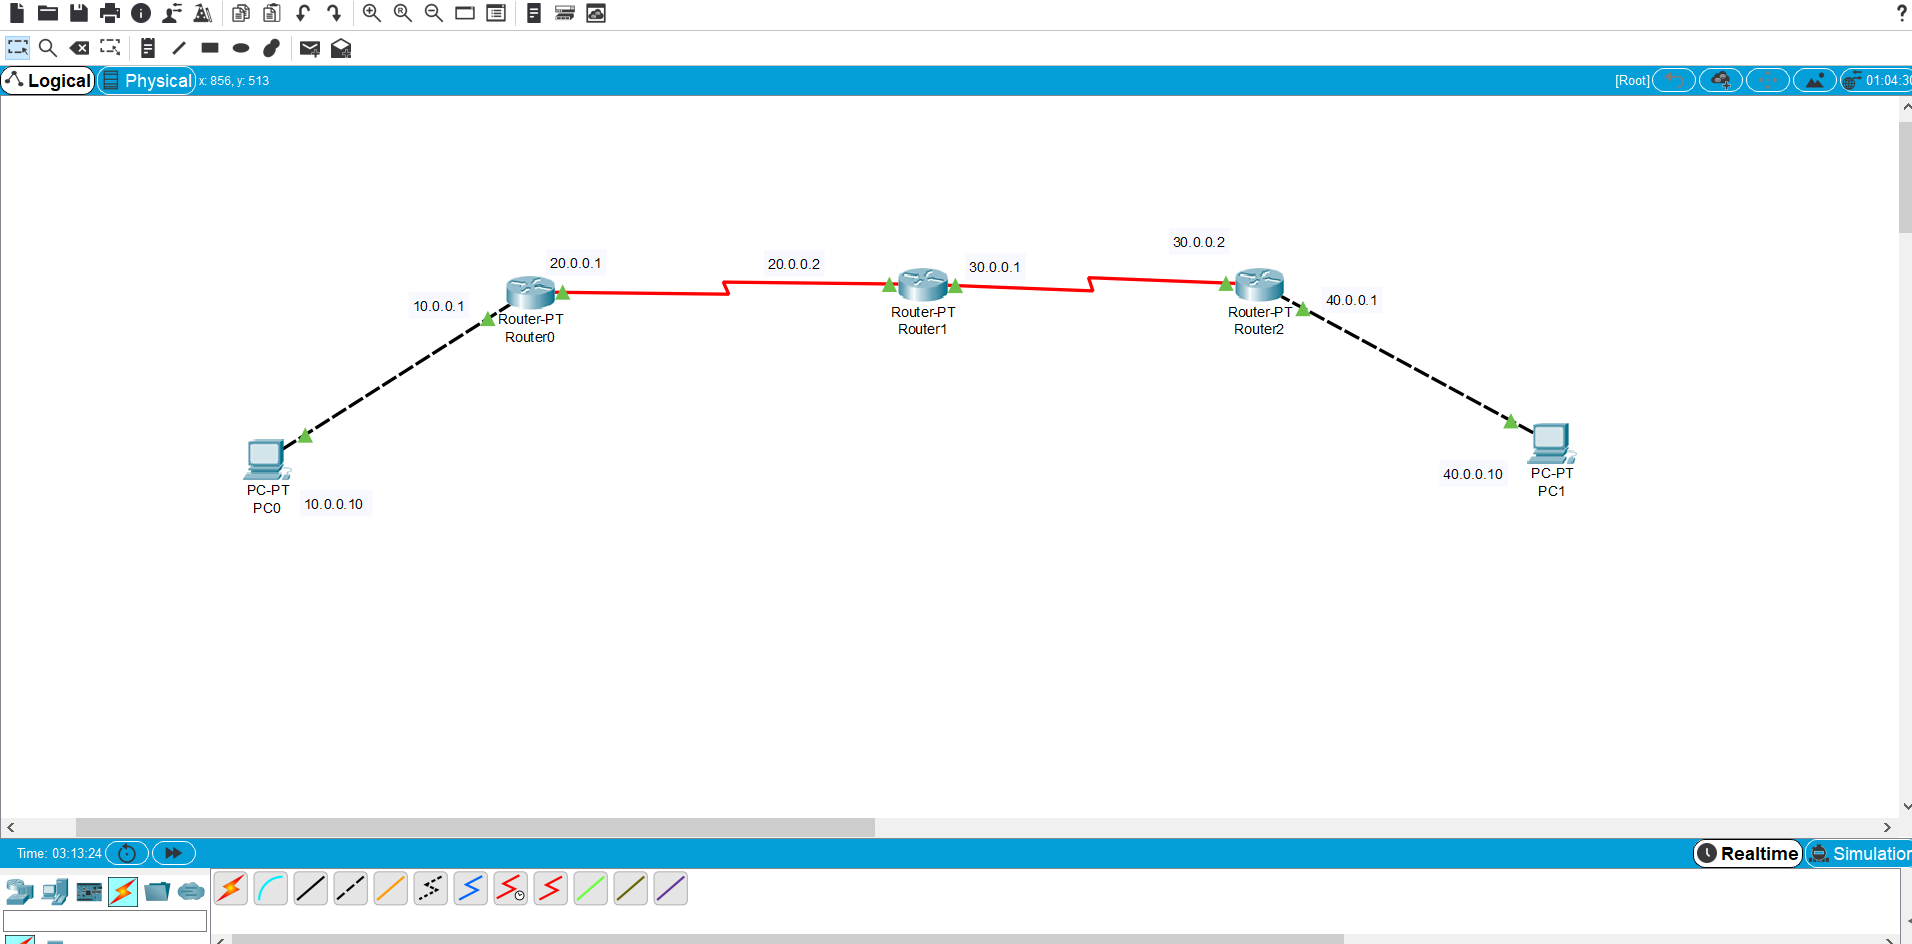 ?
Logical
Physical
x: 856, y: 513
[Root]
01:04:30
30.0.0.2
20.0.0.1
20.0.0.2
30.0.0.1
10.0.0.1
40.0.0.1
Router-PT
Router0
Router-PT
Router1
Router-PT
Router2
PC-PT
PC0
10.0.0.10
40.0.0.10
PC-PT
PC1
Time: 03:13:24
Realtime
Simulation